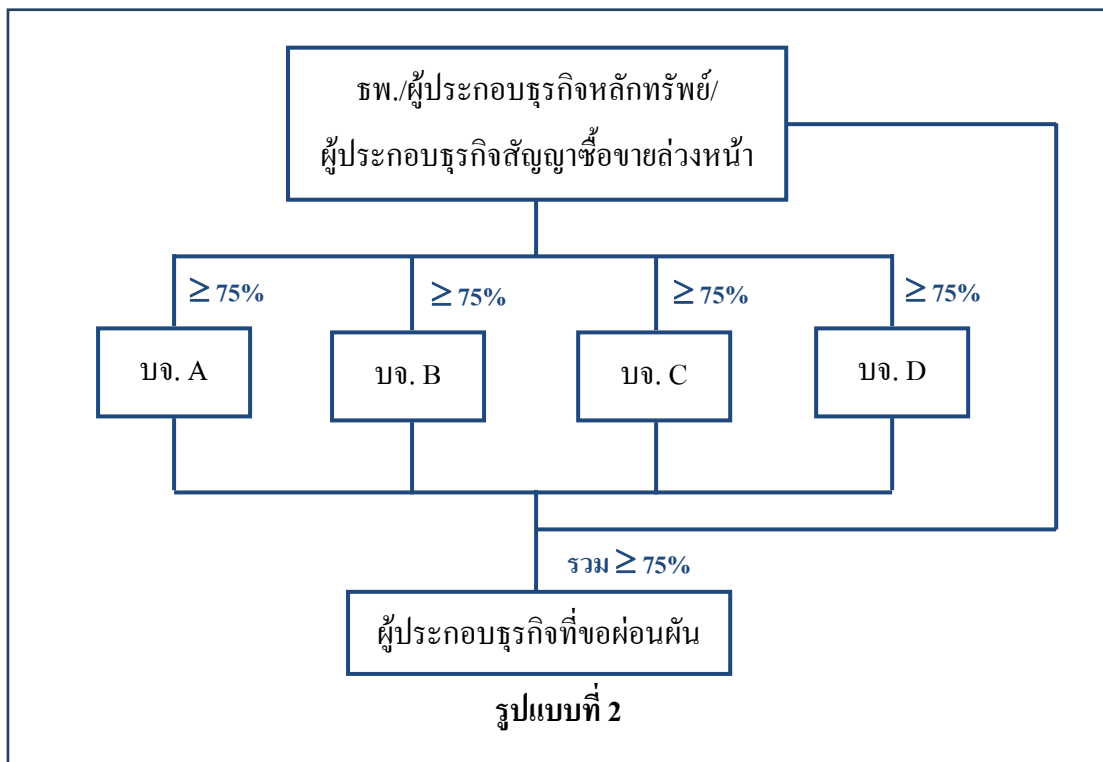 ธพ./ผู้ประกอบธุรกิจหลักทรัพย์/
ผู้ประกอบธุรกิจสัญญาซื้อขายล่วงหน้า
≥ 75%
≥ 75%
≥ 75%
≥ 75%
บจ. A
บจ. B
บจ. C
บจ. D
รวม ≥ 75%
ผู้ประกอบธุรกิจที่ขอผ่อนผัน
รูปแบบที่ 2